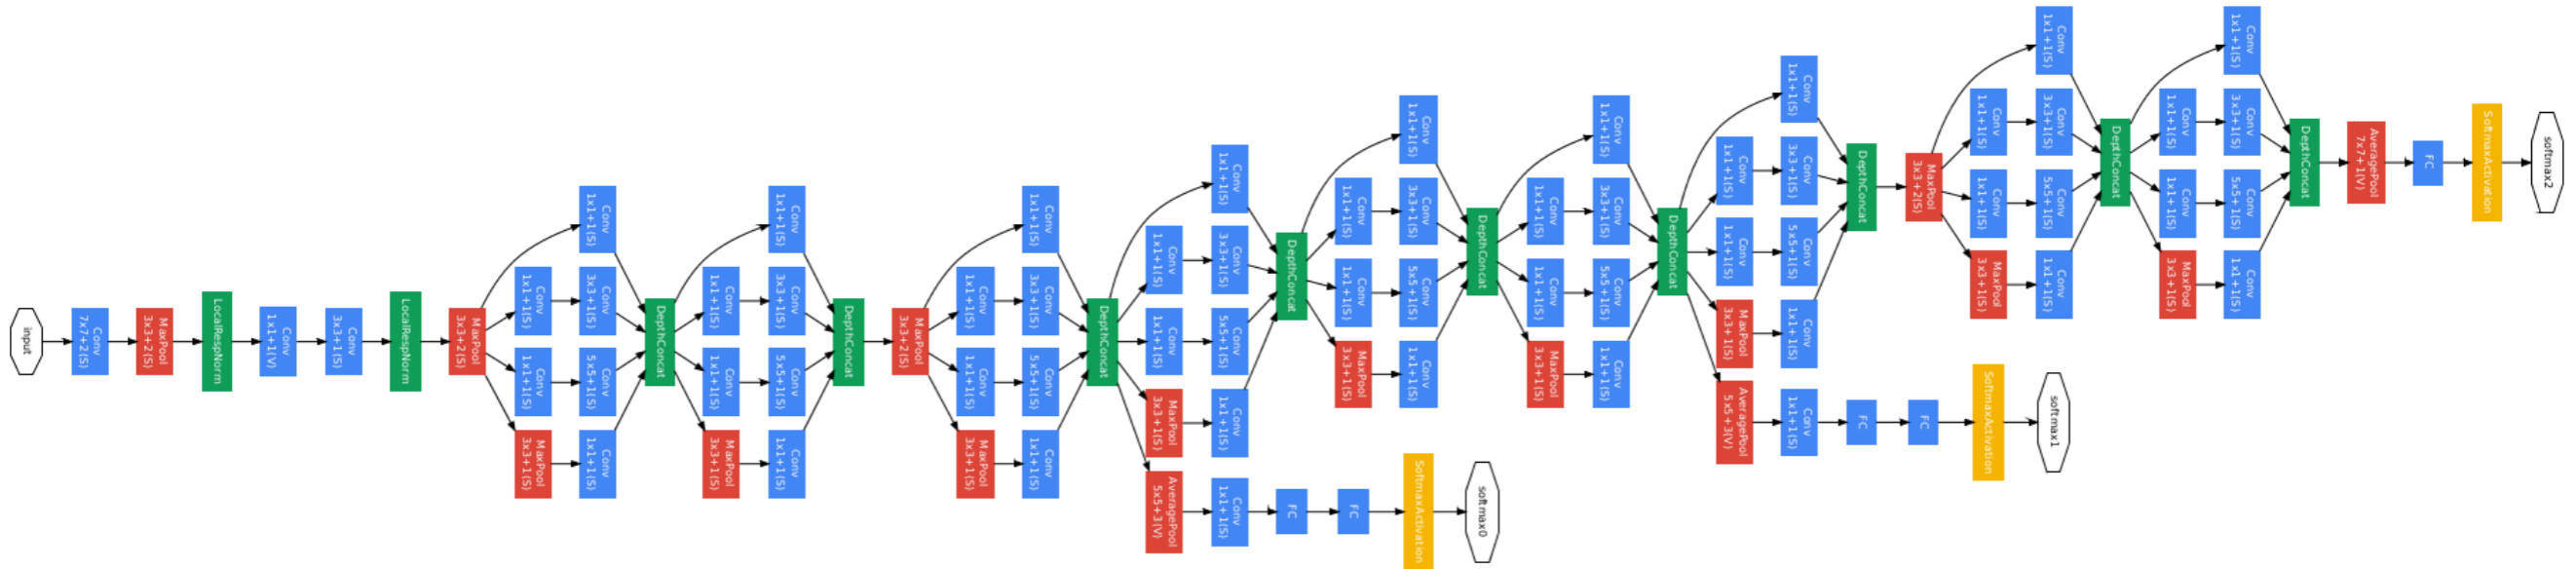 input
Conv
7x7+2(S)
MaxPool
3x3+2(S)
LocalRespNorm
Conv
1x1+1(V)
Conv
3x3+1(S)
LocalRespNorm
MaxPool
3x3+2(S)
Conv
1x1+1(S)
Conv
1x1+1(S)
MaxPool
3x3+1(S)
Conv
1x1+1(S)
Conv
3x3+1(S)
Conv
5x5+1(S)
Conv
1x1+1(S)
DepthConcat
Conv
1x1+1(S)
Conv
1x1+1(S)
MaxPool
3x3+1(S)
Conv
1x1+1(S)
Conv
3x3+1(S)
Conv
5x5+1(S)
Conv
1x1+1(S)
DepthConcat
MaxPool
3x3+2(S)
Conv
1x1+1(S)
Conv
1x1+1(S)
MaxPool
3x3+1(S)
Conv
1x1+1(S)
Conv
3x3+1(S)
Conv
5x5+1(S)
Conv
1x1+1(S)
DepthConcat
Conv
1x1+1(S)
Conv
1x1+1(S)
MaxPool
3x3+1(S)
AveragePool
5x5+3(V)
Conv
1x1+1(S)
Conv
3x3+1(S)
Conv
5x5+1(S)
Conv
1x1+1(S)
Conv
1x1+1(S)
DepthConcat
FC
FC
SoftmaxActivation
softmax0
Conv
1x1+1(S)
Conv
1x1+1(S)
MaxPool
3x3+1(S)
Conv
1x1+1(S)
Conv
3x3+1(S)
Conv
5x5+1(S)
Conv
1x1+1(S)
DepthConcat
Conv
1x1+1(S)
Conv
1x1+1(S)
MaxPool
3x3+1(S)
Conv
1x1+1(S)
Conv
3x3+1(S)
Conv
5x5+1(S)
Conv
1x1+1(S)
DepthConcat
Conv
1x1+1(S)
Conv
1x1+1(S)
MaxPool
3x3+1(S)
AveragePool
5x5+3(V)
Conv
1x1+1(S)
Conv
3x3+1(S)
Conv
5x5+1(S)
Conv
1x1+1(S)
Conv
1x1+1(S)
DepthConcat
FC
FC
SoftmaxActivation
softmax1
MaxPool
3x3+2(S)
Conv
1x1+1(S)
Conv
1x1+1(S)
MaxPool
3x3+1(S)
Conv
1x1+1(S)
Conv
3x3+1(S)
Conv
5x5+1(S)
Conv
1x1+1(S)
DepthConcat
Conv
1x1+1(S)
Conv
1x1+1(S)
MaxPool
3x3+1(S)
Conv
1x1+1(S)
Conv
3x3+1(S)
Conv
5x5+1(S)
Conv
1x1+1(S)
DepthConcat
AveragePool
7x7+1(V)
FC
SoftmaxActivation
softmax2